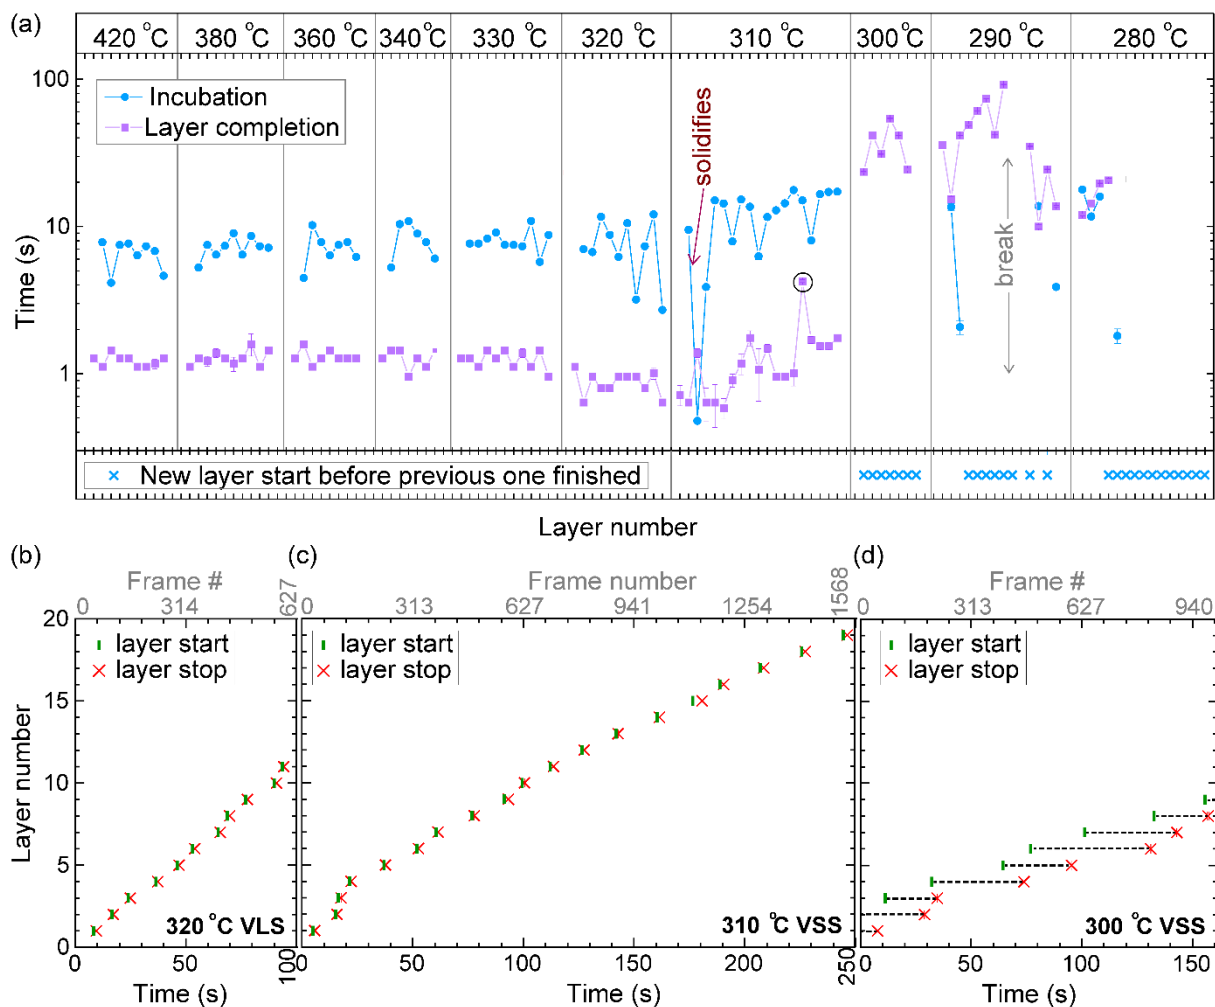 (a)
420 °C 380 °C 360 °C 340°C 330 °C 320 °C 310 °C 300°C 290 °C 280 °C
100
10
1
Time (s)
Incubation
Layer completion
solidifies
break
New layer start before previous one finished
Layer number
(b)
Frame #
0 314 627
20
15
10
5
0
Layer number
layer start
layer stop
320 °C VLS
0 50 100
Time (s)
(c)
Frame number
0 313 627 941 1254 1568
layer start
layer stop
310 °C VSS
0 50 100 150 200 250
Time (s)
(d)
Frame #
0 313 627 940
layer start
layer stop
300 °C VSS
0 50 100 150
Time (s)